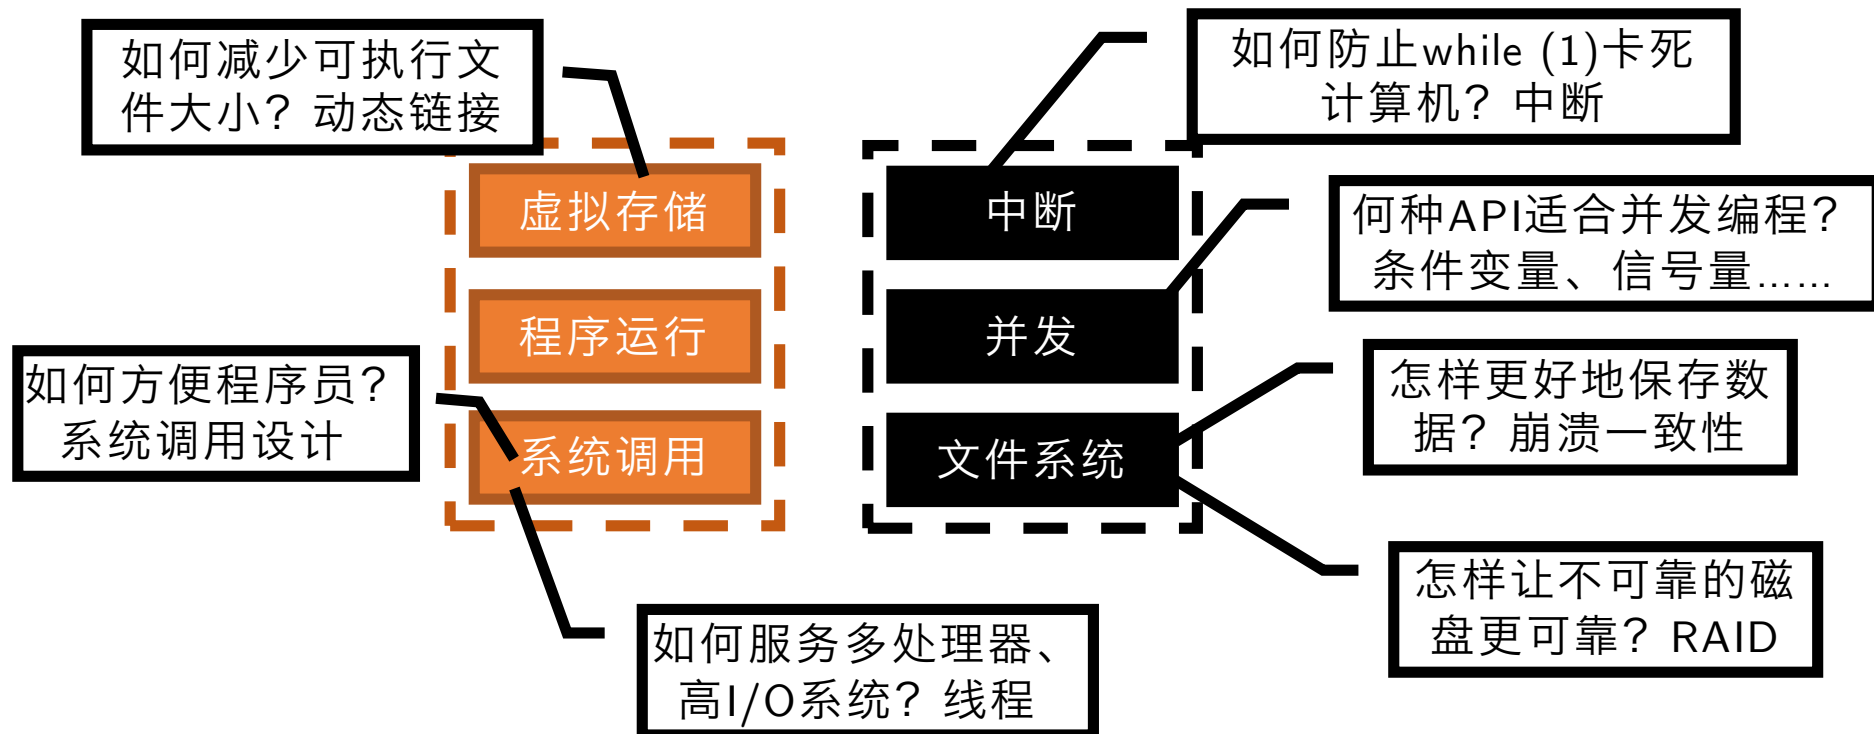 如何减少可执行文
件大小？动态链接
如何防止while (1)卡死
计算机？中断
虚拟存储
中断
何种API适合并发编程？
条件变量、信号量……
程序运行
并发
如何方便程序员？
系统调用设计
怎样更好地保存数
据？崩溃一致性
系统调用
文件系统
怎样让不可靠的磁
盘更可靠？RAID
如何服务多处理器、
高I/O系统？线程